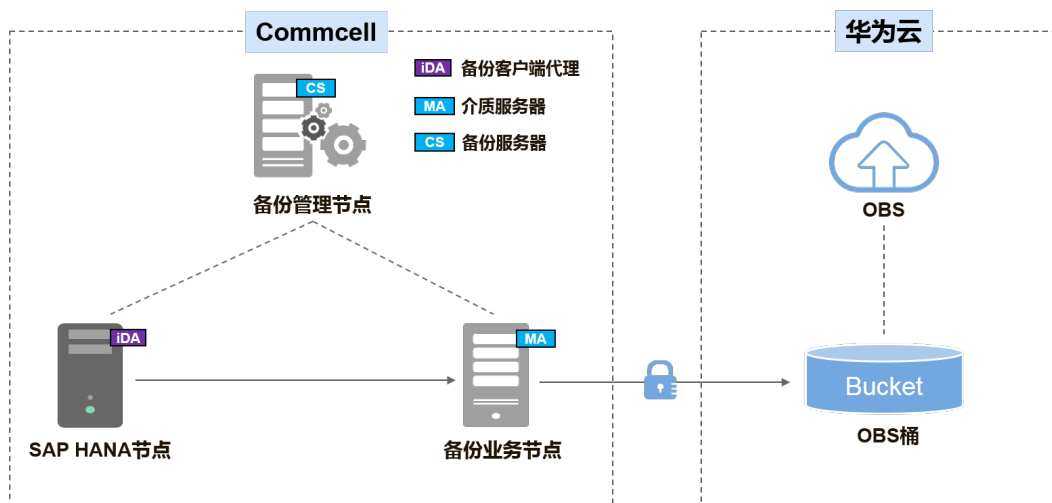 Commcell
华为云
iDA 备份客户端代理
CS
MA 介质服务器
CS 备份服务器
备份管理节点
OBS
iDA
MA
Bucket
SAP HANA节点
备份业务节点
OBS桶